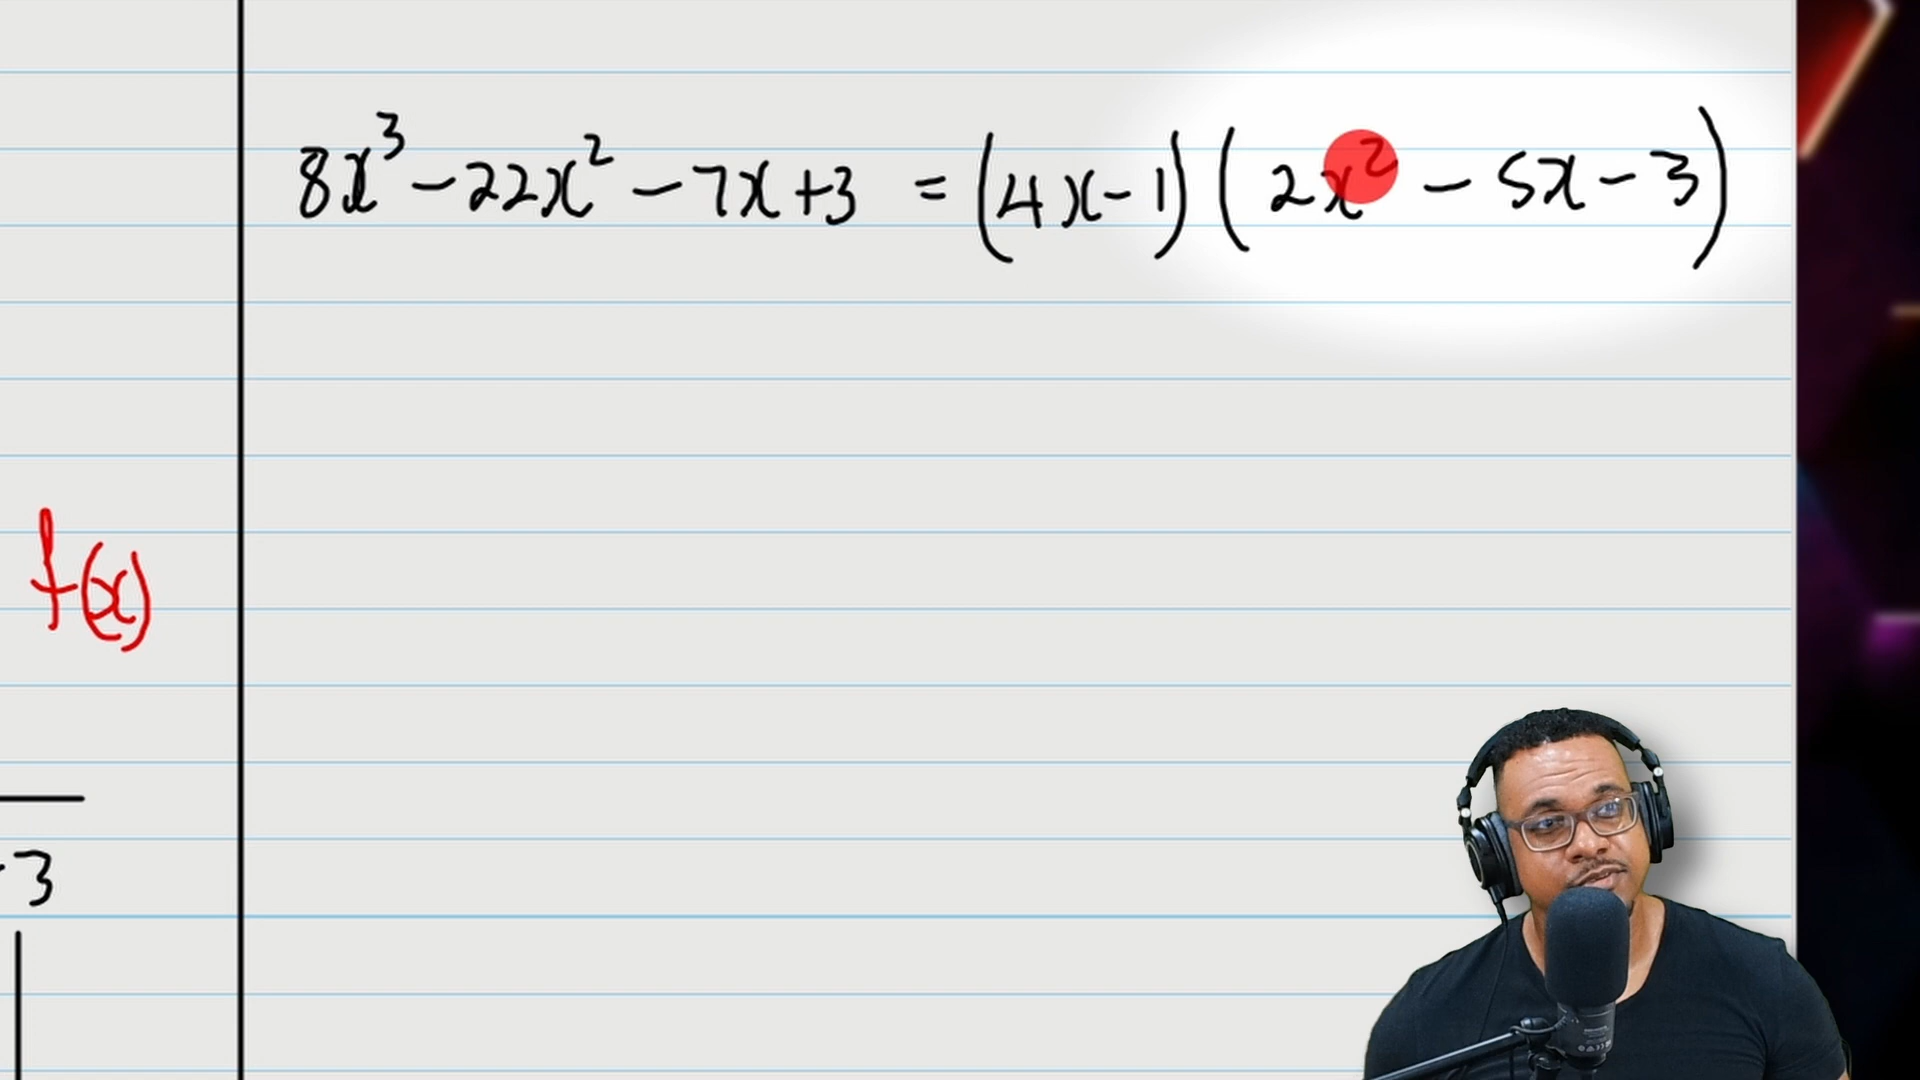 8x³ - 22x² - 7x + 3 = (4x - 1)(2x² - 5x - 3)
f(x)
-3